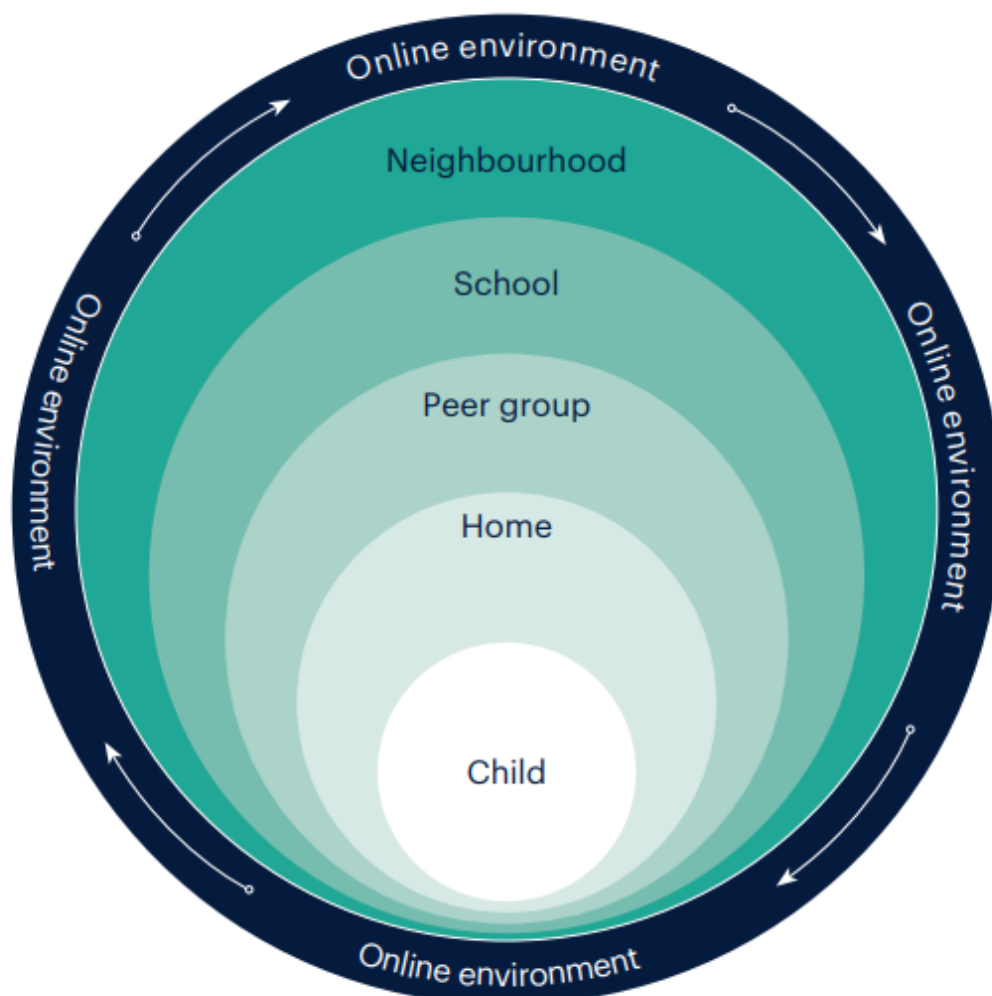 Online environment
Neighbourhood
School
Online environment
Online environment
Peer group
Home
Child
Online environment